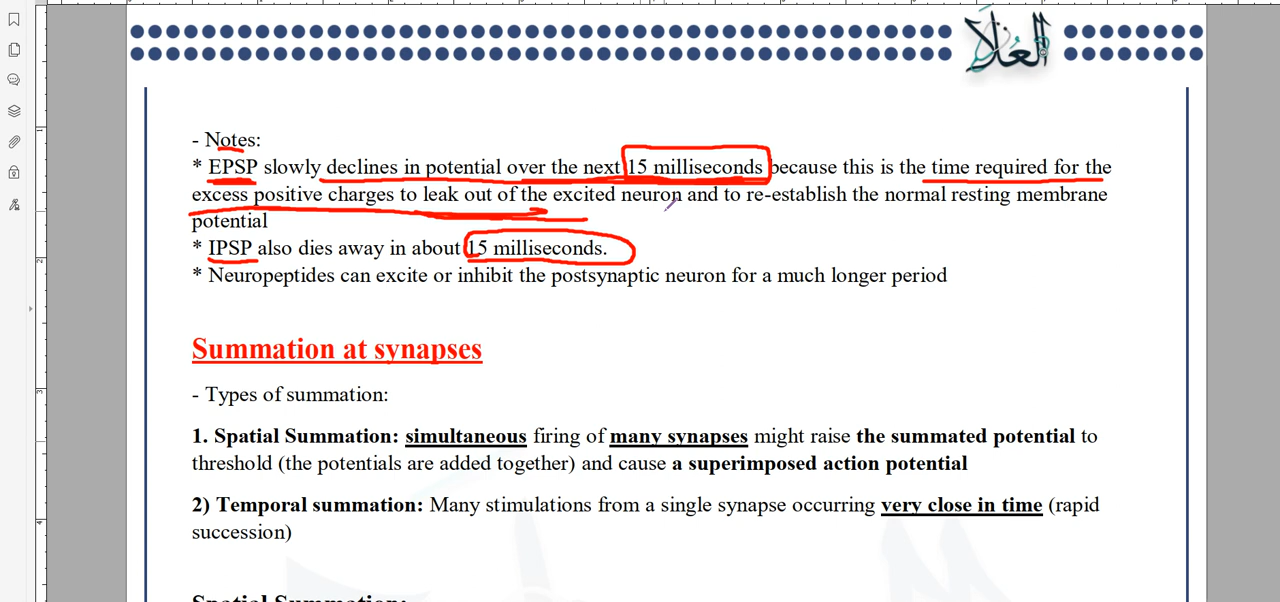 العلا
- Notes:
* EPSP slowly declines in potential over the next 15 milliseconds because this is the time required for the
excess positive charges to leak out of the excited neuron and to re-establish the normal resting membrane
potential
* IPSP also dies away in about 15 milliseconds.
* Neuropeptides can excite or inhibit the postsynaptic neuron for a much longer period
Summation at synapses
- Types of summation:
1. Spatial Summation: simultaneous firing of many synapses might raise the summated potential to
threshold (the potentials are added together) and cause a superimposed action potential
2) Temporal summation: Many stimulations from a single synapse occurring very close in time (rapid
succession)
Spatial Summation: